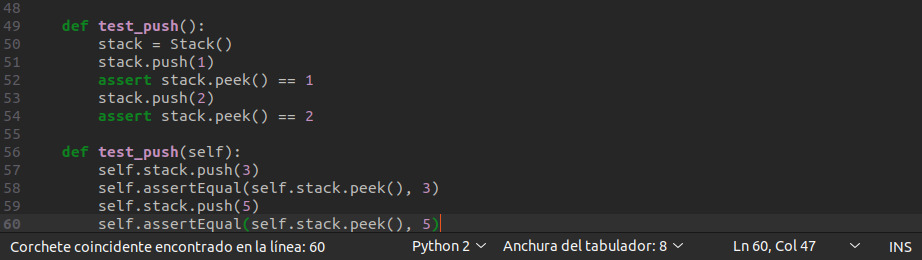 48
49 def test_push():
50 stack = Stack()
51 stack.push(1)
52 assert stack.peek() == 1
53 stack.push(2)
54 assert stack.peek() == 2
55
56 def test_push(self):
57 self.stack.push(3)
58 self.assertEqual(self.stack.peek(), 3)
59 self.stack.push(5)
60 self.assertEqual(self.stack.peek(), 5)
Corchete coincidente encontrado en la línea: 60 Python 2 Anchura del tabulador: 8 Ln 60, Col 47 INS